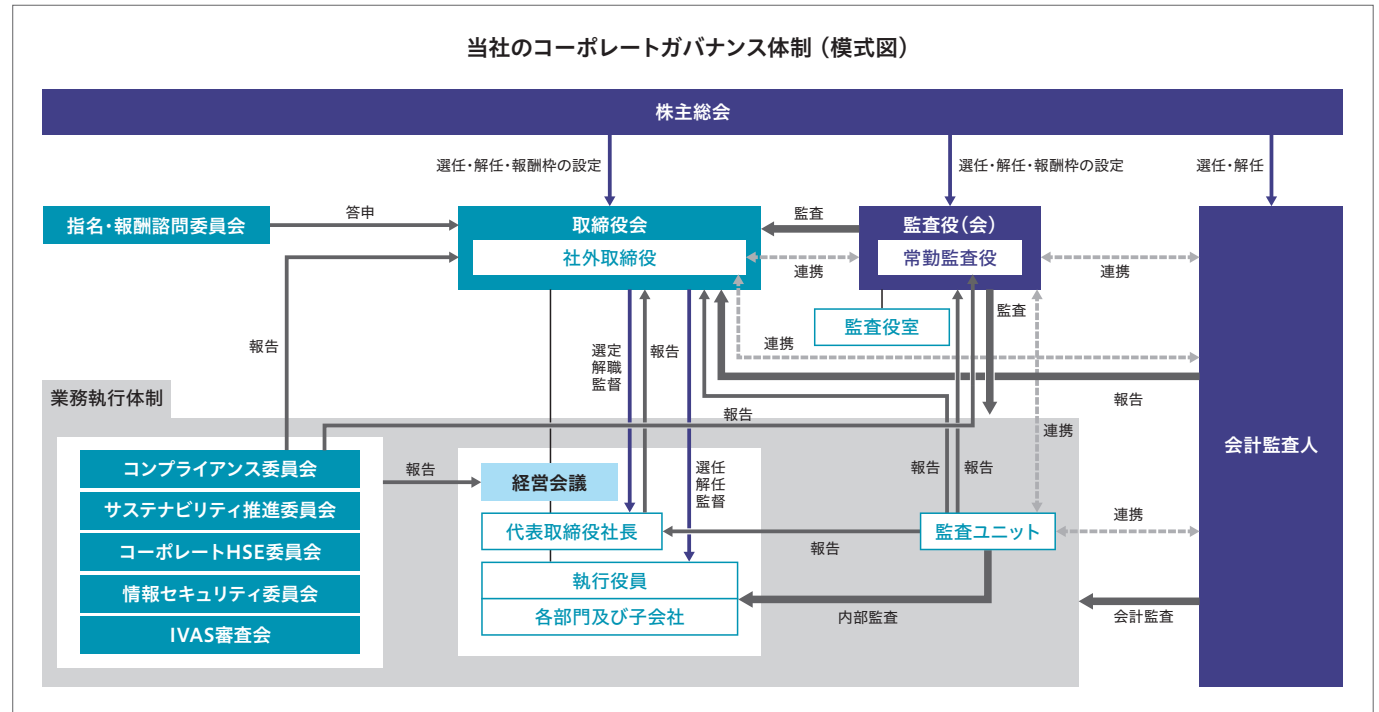 当社のコーポレートガバナンス体制（模式図）
株主総会
選任・解任・報酬枠の設定
選任・解任・報酬枠の設定
選任・解任
指名・報酬諮問委員会
答申
取締役会
社外取締役
監査
連携
監査役（会）
常勤監査役
連携
監査役室
監査
報告
選定
解職
監督
報告
連携
報告
業務執行体制
報告
連携
会計監査人
コンプライアンス委員会
サステナビリティ推進委員会
コーポレートHSE委員会
情報セキュリティ委員会
IVAS審査会
報告
経営会議
選任
解任
監督
報告
報告
代表取締役社長
報告
監査ユニット
連携
執行役員
各部門及び子会社
内部監査
会計監査